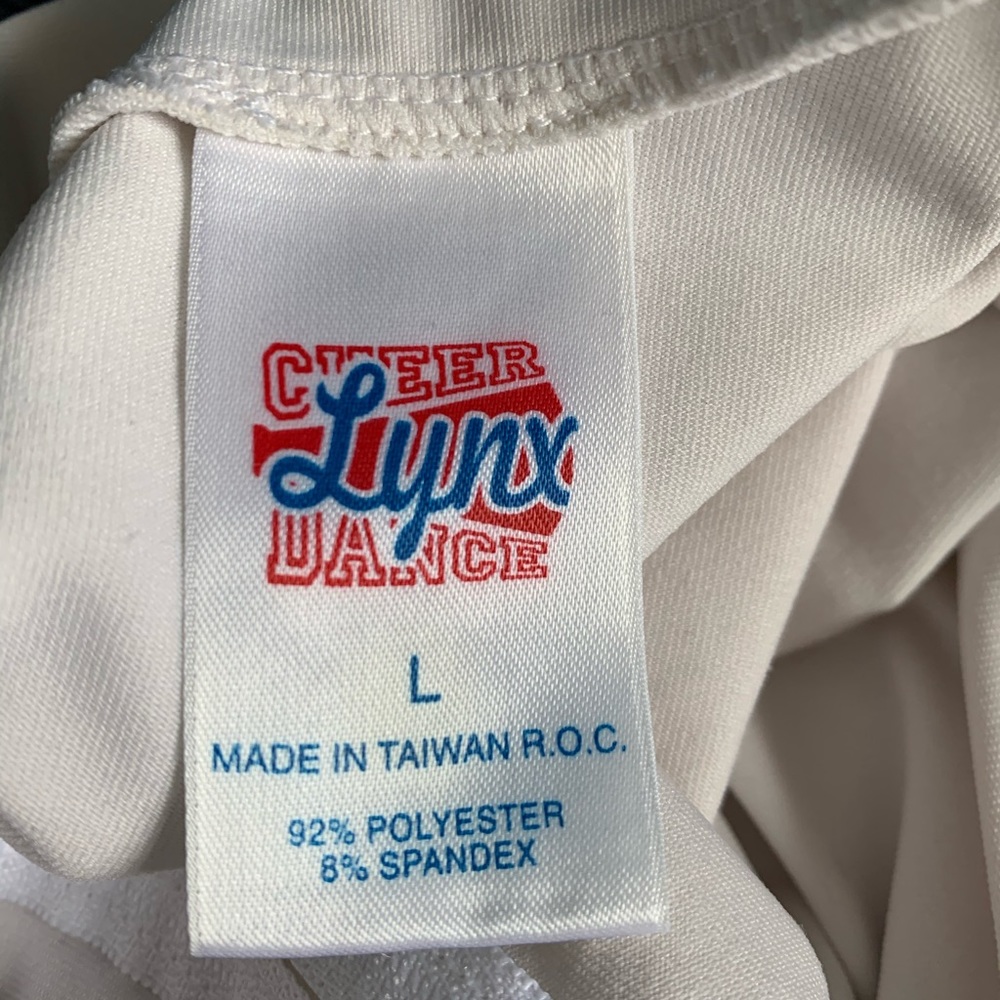 CHEER
Lynx
DANCE
L
MADE IN TAIWAN R.O.C.
92% POLYESTER
8% SPANDEX